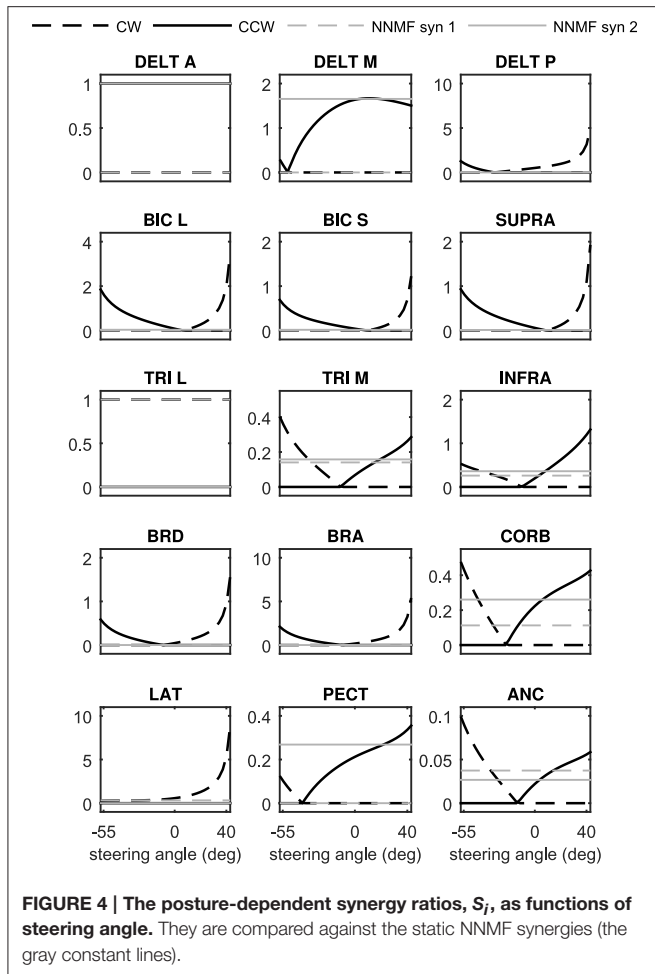 CW CCW NNMF syn 1 NNMF syn 2
DELT A DELT M DELT P
1 2 10
0.5 1 5
0 0 0
BIC L BIC S SUPRA
4 2 2
2 1 1
0 0 0
TRI L TRI M INFRA
1 0.4 2
0.5 0.2 1
0 0 0
BRD BRA CORB
2 10 0.4
1 5 0.2
0 0 0
LAT PECT ANC
10 0.4 0.1
5 0.2 0.05
0 0 0
-55 0 40 -55 0 40 -55 0 40
steering angle (deg) steering angle (deg) steering angle (deg)
FIGURE 4 | The posture-dependent synergy ratios, Si, as functions of
steering angle. They are compared against the static NNMF synergies (the
gray constant lines).